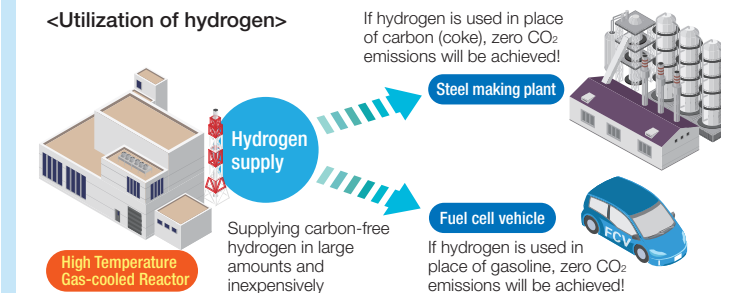 <Utilization of hydrogen>
If hydrogen is used in place
of carbon (coke), zero CO₂
emissions will be achieved!
Steel making plant
Hydrogen
supply
Supplying carbon-free
hydrogen in large
amounts and
inexpensively
High Temperature
Gas-cooled Reactor
Fuel cell vehicle
FCV
If hydrogen is used in
place of gasoline, zero CO₂
emissions will be achieved!